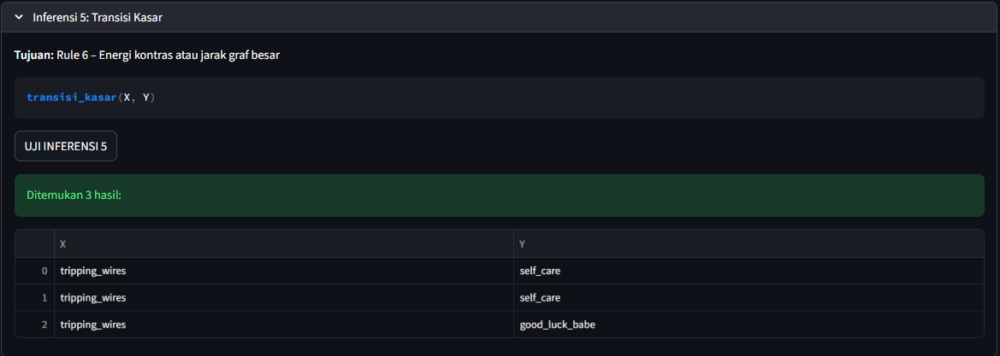 Inferensi 5: Transisi Kasar
Tujuan: Rule 6 – Energi kontras atau jarak graf besar
transisi_kasar(X, Y)
UJI INFERENSI 5
Ditemukan 3 hasil:
X Y
0 tripping_wires self_care
1 tripping_wires self_care
2 tripping_wires good_luck_babe